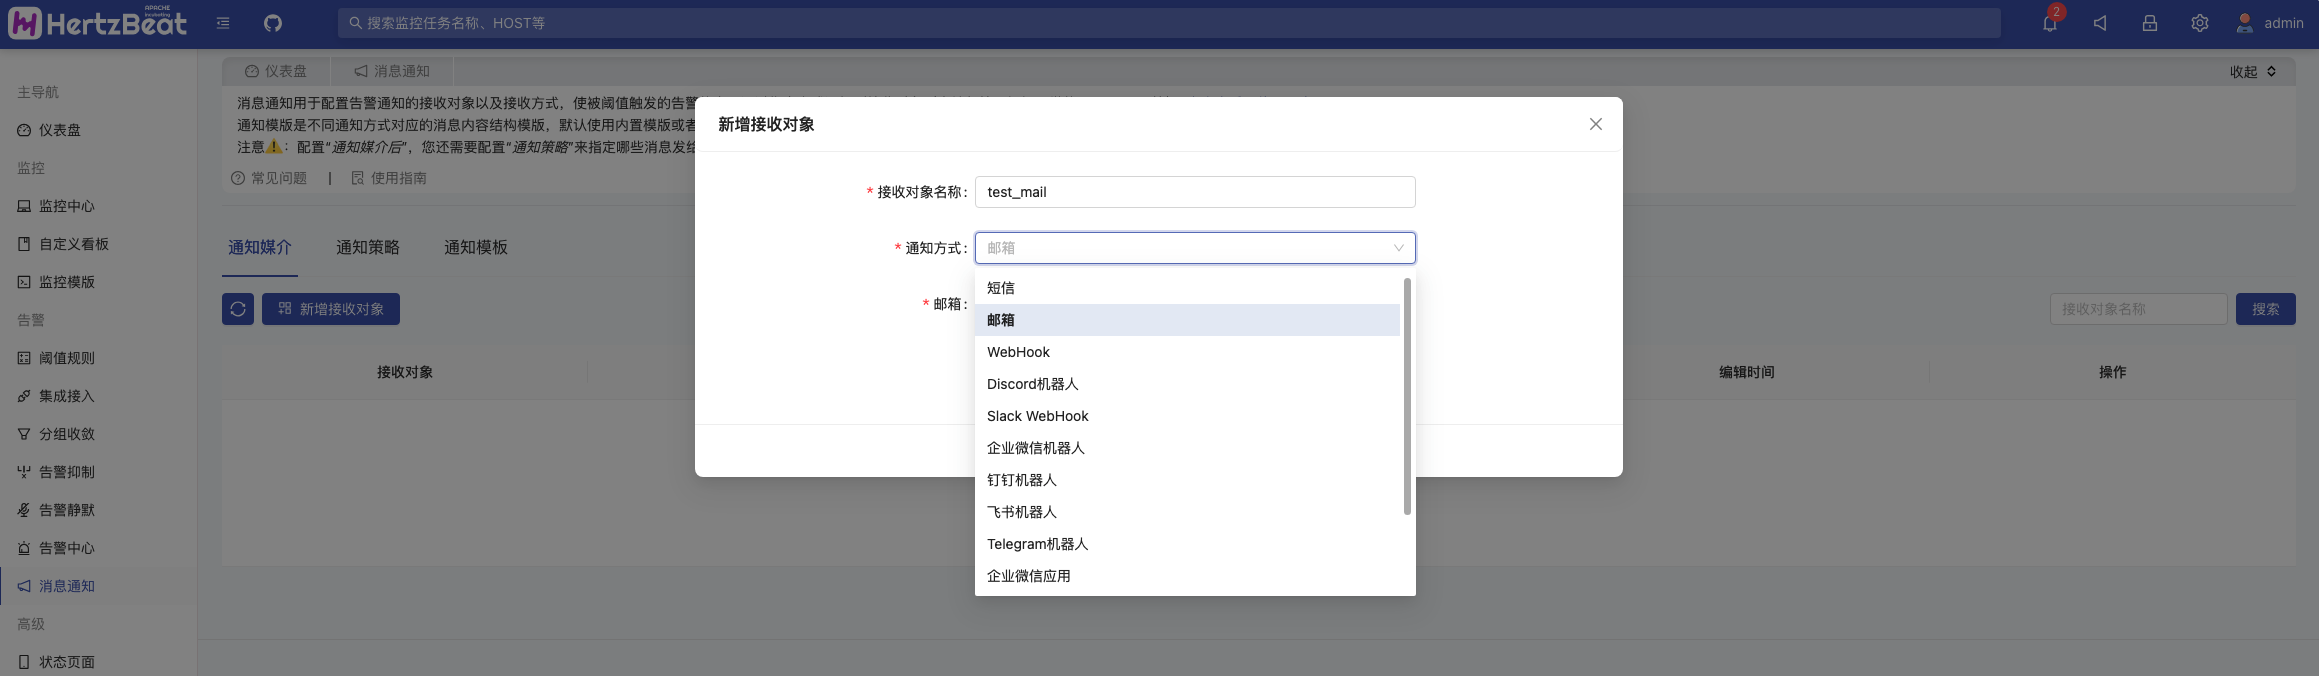 APACHE
incubating
HertzBeat
搜索监控任务名称、HOST等
2
admin
主导航
仪表盘
监控
监控中心
自定义看板
监控模版
告警
阈值规则
集成接入
分组收敛
告警抑制
告警静默
告警中心
消息通知
高级
状态页面
仪表盘
消息通知
收起
消息通知用于配置告警通知的接收对象以及接收方式，使被阈值触发的告警
通知模版是不同通知方式对应的消息内容结构模版，默认使用内置模版或者
注意⚠️：配置“通知媒介后”，您还需要配置“通知策略”来指定哪些消息发给
常见问题 | 使用指南
通知媒介 通知策略 通知模板
新增接收对象
接收对象名称
搜索
接收对象
编辑时间
操作
新增接收对象
* 接收对象名称：
test_mail
* 通知方式：
邮箱
* 邮箱：
短信
邮箱
WebHook
Discord机器人
Slack WebHook
企业微信机器人
钉钉机器人
飞书机器人
Telegram机器人
企业微信应用